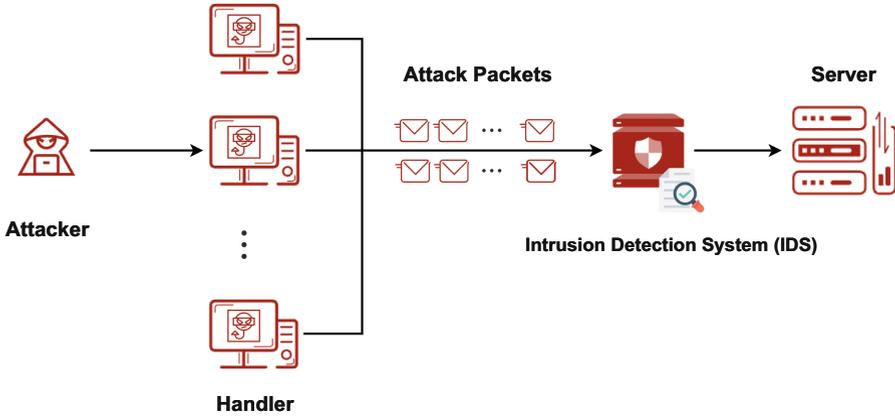 Attack Packets
Server
Attacker
Intrusion Detection System (IDS)
Handler